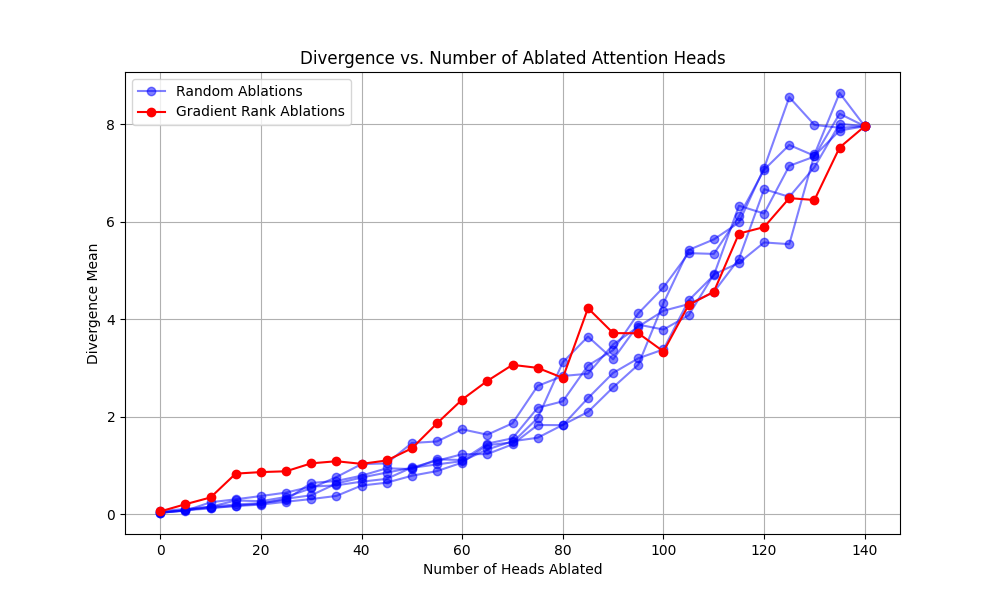 Divergence vs. Number of Ablated Attention Heads
Random Ablations
Gradient Rank Ablations
8
6
4
2
0
Divergence Mean
0 20 40 60 80 100 120 140
Number of Heads Ablated